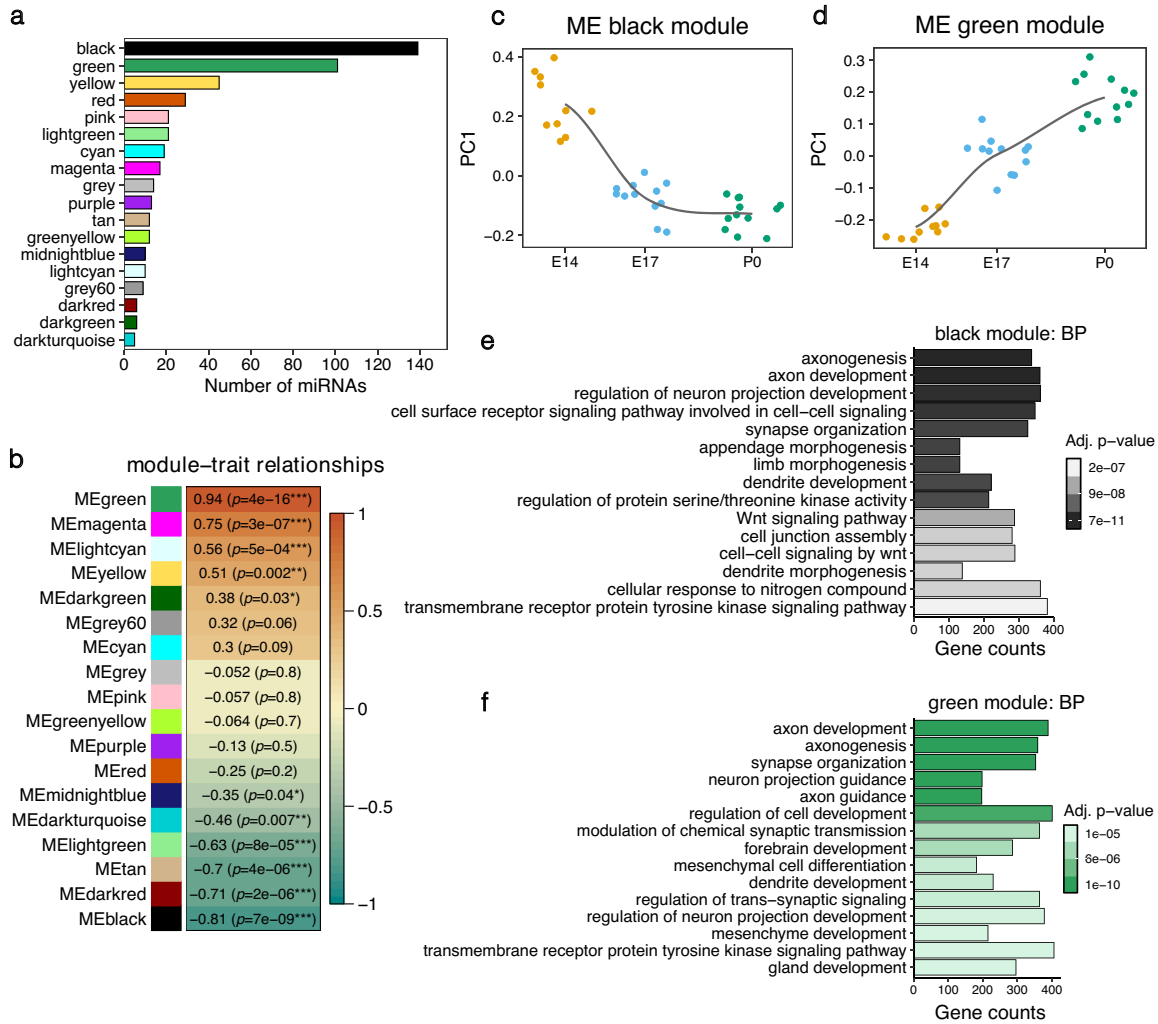 a
black
green
yellow
red
pink
lightgreen
cyan
magenta
grey
purple
tan
greenyellow
midnightblue
lightcyan
grey60
darkred
darkgreen
darkturquoise
0 20 40 60 80 100 120 140
Number of miRNAs
b
module−trait relationships
MEgreen 0.94 (p=4e−16***)
MEmagenta 0.75 (p=3e−07***)
MElightcyan 0.56 (p=5e−04***)
MEyellow 0.51 (p=0.002**)
MEdarkgreen 0.38 (p=0.03*)
MEgrey60 0.32 (p=0.06)
MEcyan 0.3 (p=0.09)
MEgrey −0.052 (p=0.8)
MEpink −0.057 (p=0.8)
MEgreenyellow −0.064 (p=0.7)
MEpurple −0.13 (p=0.5)
MEred −0.25 (p=0.2)
MEmidnightblue −0.35 (p=0.04*)
MEdarkturquoise −0.46 (p=0.007**)
MElightgreen −0.63 (p=8e−05***)
MEtan −0.7 (p=4e−06***)
MEdarkred −0.71 (p=2e−06***)
MEblack −0.81 (p=7e−09***)
1
0.5
0
−0.5
−1
c
ME black module
PC1
0.4
0.2
0.0
−0.2
E14 E17 P0
d
ME green module
PC1
0.3
0.2
0.1
0.0
−0.1
−0.2
E14 E17 P0
e
black module: BP
axonogenesis
axon development
regulation of neuron projection development
cell surface receptor signaling pathway involved in cell−cell signaling
synapse organization
appendage morphogenesis
limb morphogenesis
dendrite development
regulation of protein serine/threonine kinase activity
Wnt signaling pathway
cell junction assembly
cell−cell signaling by wnt
dendrite morphogenesis
cellular response to nitrogen compound
transmembrane receptor protein tyrosine kinase signaling pathway
0 100 200 300 400
Gene counts
Adj. p−value
2e−07
9e−08
7e−11
f
green module: BP
axon development
axonogenesis
synapse organization
neuron projection guidance
axon guidance
regulation of cell development
modulation of chemical synaptic transmission
forebrain development
mesenchymal cell differentiation
dendrite development
regulation of trans−synaptic signaling
regulation of neuron projection development
mesenchyme development
transmembrane receptor protein tyrosine kinase signaling pathway
gland development
0 100 200 300 400
Gene counts
Adj. p−value
1e−05
6e−06
1e−10